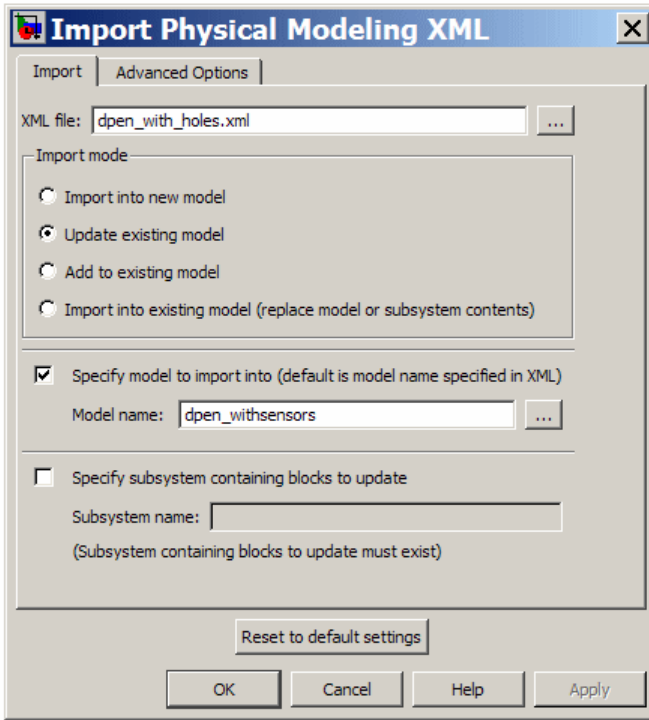 Import Physical Modeling XML
Import Advanced Options
XML file: dpen_with_holes.xml ...
Import mode
Import into new model
Update existing model
Add to existing model
Import into existing model (replace model or subsystem contents)
Specify model to import into (default is model name specified in XML)
Model name: dpen_withsensors ...
Specify subsystem containing blocks to update
Subsystem name:
(Subsystem containing blocks to update must exist)
Reset to default settings
OK Cancel Help Apply